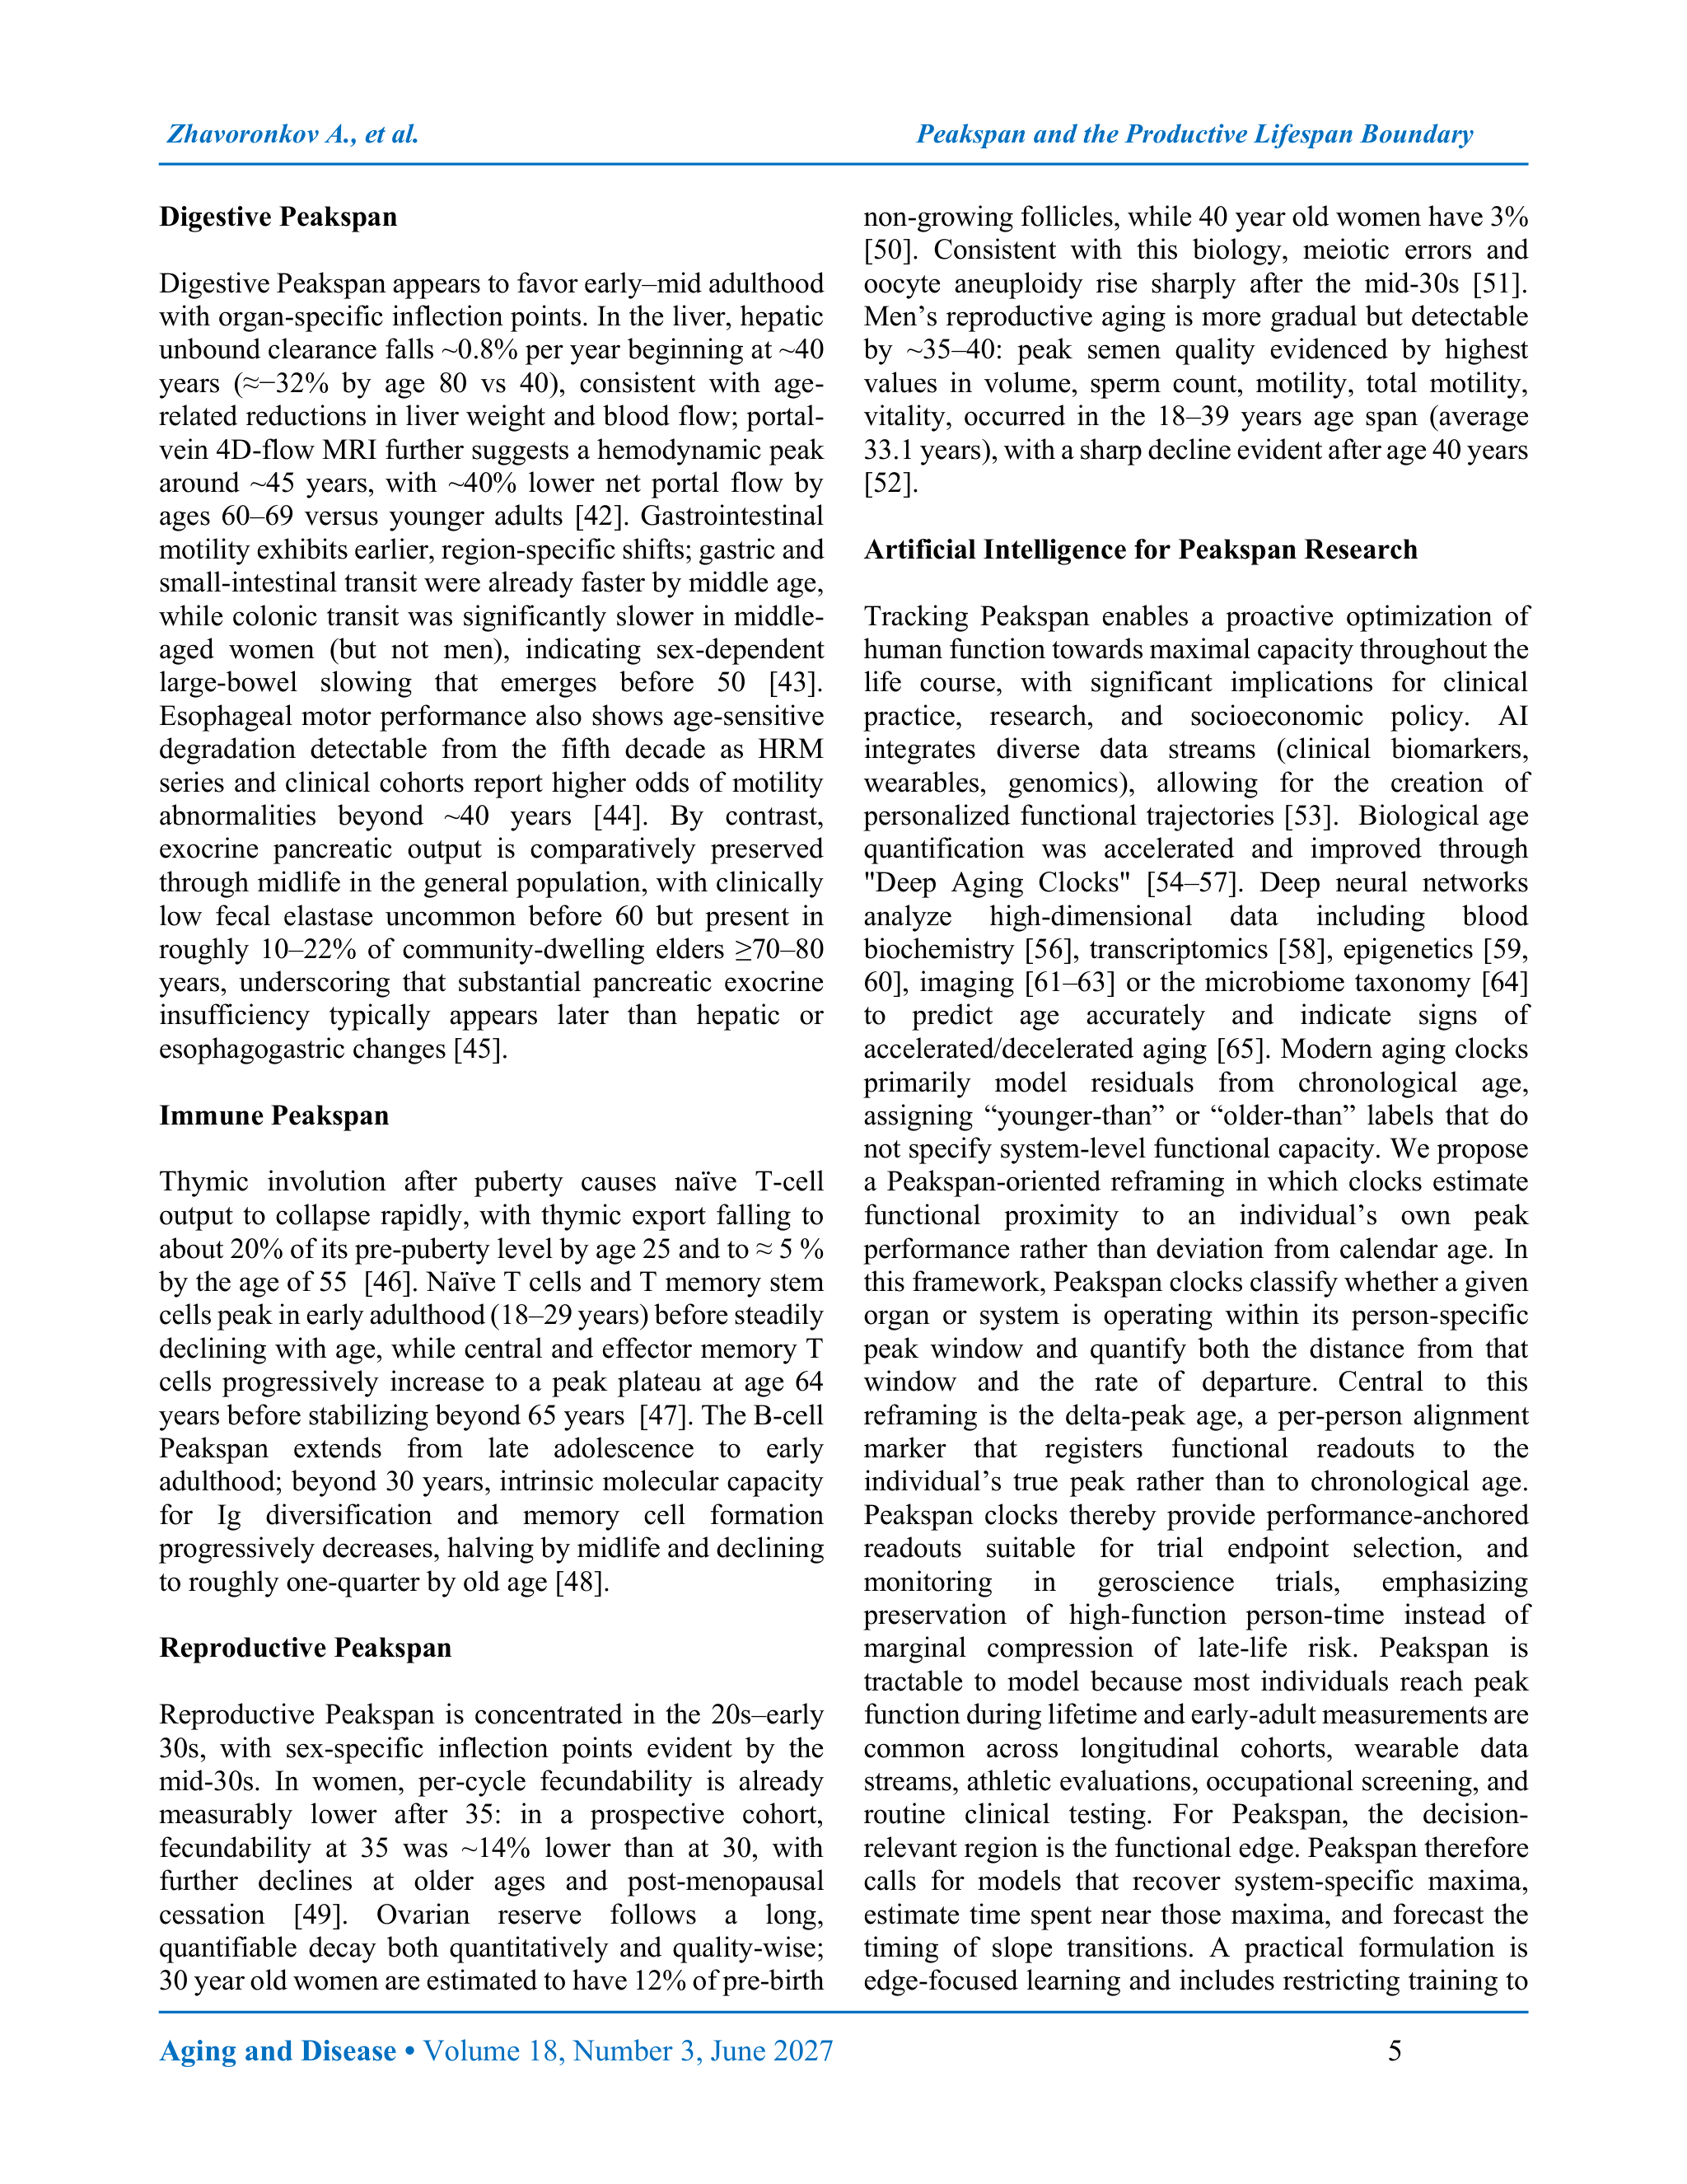 Zhavoronkov A., et al.
Peakspan and the Productive Lifespan Boundary
Digestive Peakspan
Digestive Peakspan appears to favor early–mid adulthood
with organ-specific inflection points. In the liver, hepatic
unbound clearance falls ~0.8% per year beginning at ~40
years (≈−32% by age 80 vs 40), consistent with age-
related reductions in liver weight and blood flow; portal-
vein 4D-flow MRI further suggests a hemodynamic peak
around ~45 years, with ~40% lower net portal flow by
ages 60–69 versus younger adults [42]. Gastrointestinal
motility exhibits earlier, region-specific shifts; gastric and
small-intestinal transit were already faster by middle age,
while colonic transit was significantly slower in middle-
aged women (but not men), indicating sex-dependent
large-bowel slowing that emerges before 50 [43].
Esophageal motor performance also shows age-sensitive
degradation detectable from the fifth decade as HRM
series and clinical cohorts report higher odds of motility
abnormalities beyond ~40 years [44]. By contrast,
exocrine pancreatic output is comparatively preserved
through midlife in the general population, with clinically
low fecal elastase uncommon before 60 but present in
roughly 10–22% of community-dwelling elders ≥70–80
years, underscoring that substantial pancreatic exocrine
insufficiency typically appears later than hepatic or
esophagogastric changes [45].
Immune Peakspan
Thymic involution after puberty causes naïve T-cell
output to collapse rapidly, with thymic export falling to
about 20% of its pre-puberty level by age 25 and to ≈ 5 %
by the age of 55 [46]. Naïve T cells and T memory stem
cells peak in early adulthood (18–29 years) before steadily
declining with age, while central and effector memory T
cells progressively increase to a peak plateau at age 64
years before stabilizing beyond 65 years [47]. The B-cell
Peakspan extends from late adolescence to early
adulthood; beyond 30 years, intrinsic molecular capacity
for Ig diversification and memory cell formation
progressively decreases, halving by midlife and declining
to roughly one-quarter by old age [48].
Reproductive Peakspan
Reproductive Peakspan is concentrated in the 20s–early
30s, with sex-specific inflection points evident by the
mid-30s. In women, per-cycle fecundability is already
measurably lower after 35: in a prospective cohort,
fecundability at 35 was ~14% lower than at 30, with
further declines at older ages and post-menopausal
cessation [49]. Ovarian reserve follows a long,
quantifiable decay both quantitatively and quality-wise;
30 year old women are estimated to have 12% of pre-birth
non-growing follicles, while 40 year old women have 3%
[50]. Consistent with this biology, meiotic errors and
oocyte aneuploidy rise sharply after the mid-30s [51].
Men’s reproductive aging is more gradual but detectable
by ~35–40: peak semen quality evidenced by highest
values in volume, sperm count, motility, total motility,
vitality, occurred in the 18–39 years age span (average
33.1 years), with a sharp decline evident after age 40 years
[52].
Artificial Intelligence for Peakspan Research
Tracking Peakspan enables a proactive optimization of
human function towards maximal capacity throughout the
life course, with significant implications for clinical
practice, research, and socioeconomic policy. AI
integrates diverse data streams (clinical biomarkers,
wearables, genomics), allowing for the creation of
personalized functional trajectories [53]. Biological age
quantification was accelerated and improved through
"Deep Aging Clocks" [54–57]. Deep neural networks
analyze high-dimensional data including blood
biochemistry [56], transcriptomics [58], epigenetics [59,
60], imaging [61–63] or the microbiome taxonomy [64]
to predict age accurately and indicate signs of
accelerated/decelerated aging [65]. Modern aging clocks
primarily model residuals from chronological age,
assigning “younger-than” or “older-than” labels that do
not specify system-level functional capacity. We propose
a Peakspan-oriented reframing in which clocks estimate
functional proximity to an individual’s own peak
performance rather than deviation from calendar age. In
this framework, Peakspan clocks classify whether a given
organ or system is operating within its person-specific
peak window and quantify both the distance from that
window and the rate of departure. Central to this
reframing is the delta-peak age, a per-person alignment
marker that registers functional readouts to the
individual’s true peak rather than to chronological age.
Peakspan clocks thereby provide performance-anchored
readouts suitable for trial endpoint selection, and
monitoring in geroscience trials, emphasizing
preservation of high-function person-time instead of
marginal compression of late-life risk. Peakspan is
tractable to model because most individuals reach peak
function during lifetime and early-adult measurements are
common across longitudinal cohorts, wearable data
streams, athletic evaluations, occupational screening, and
routine clinical testing. For Peakspan, the decision-
relevant region is the functional edge. Peakspan therefore
calls for models that recover system-specific maxima,
estimate time spent near those maxima, and forecast the
timing of slope transitions. A practical formulation is
edge-focused learning and includes restricting training to
Aging and Disease • Volume 18, Number 3, June 2027
5